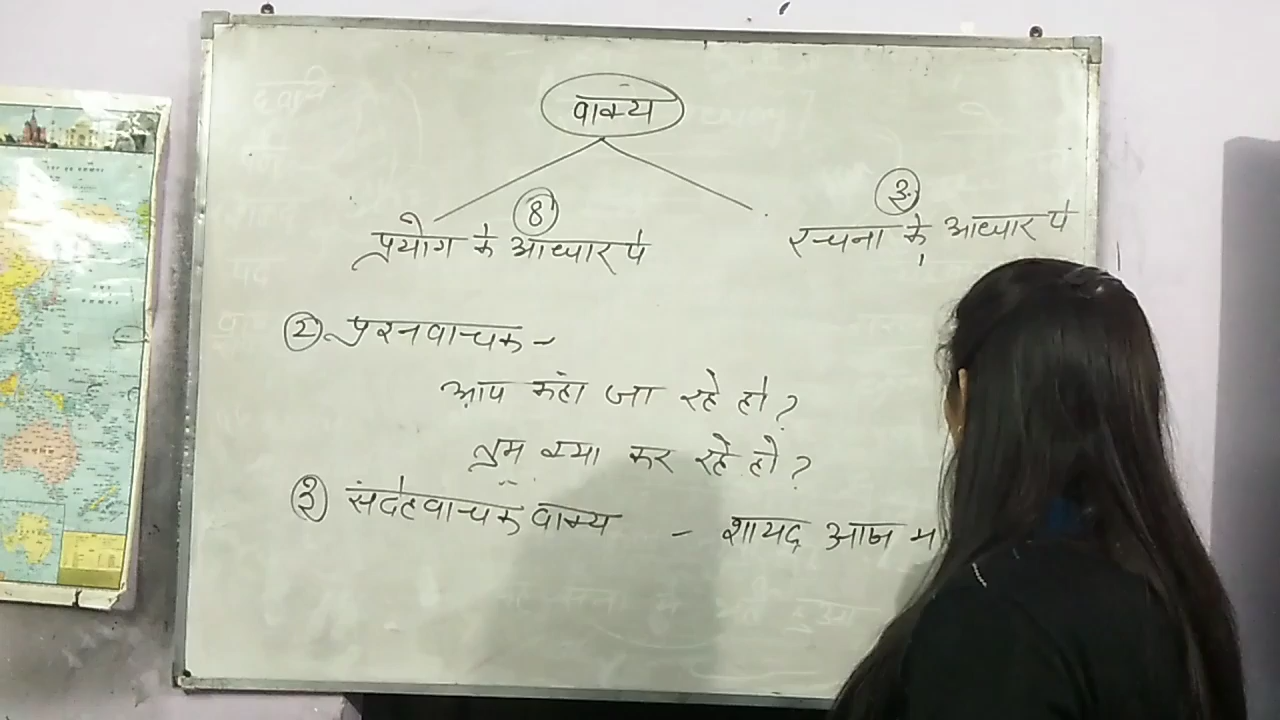 वाक्य
8
प्रयोग के आधार पे
3
रचना के आधार पे
2 प्रश्नवाचक -
आप कहां जा रहे हो?
तुम क्या कर रहे हो?
3 संदेहवाचक वाक्य - शायद आज